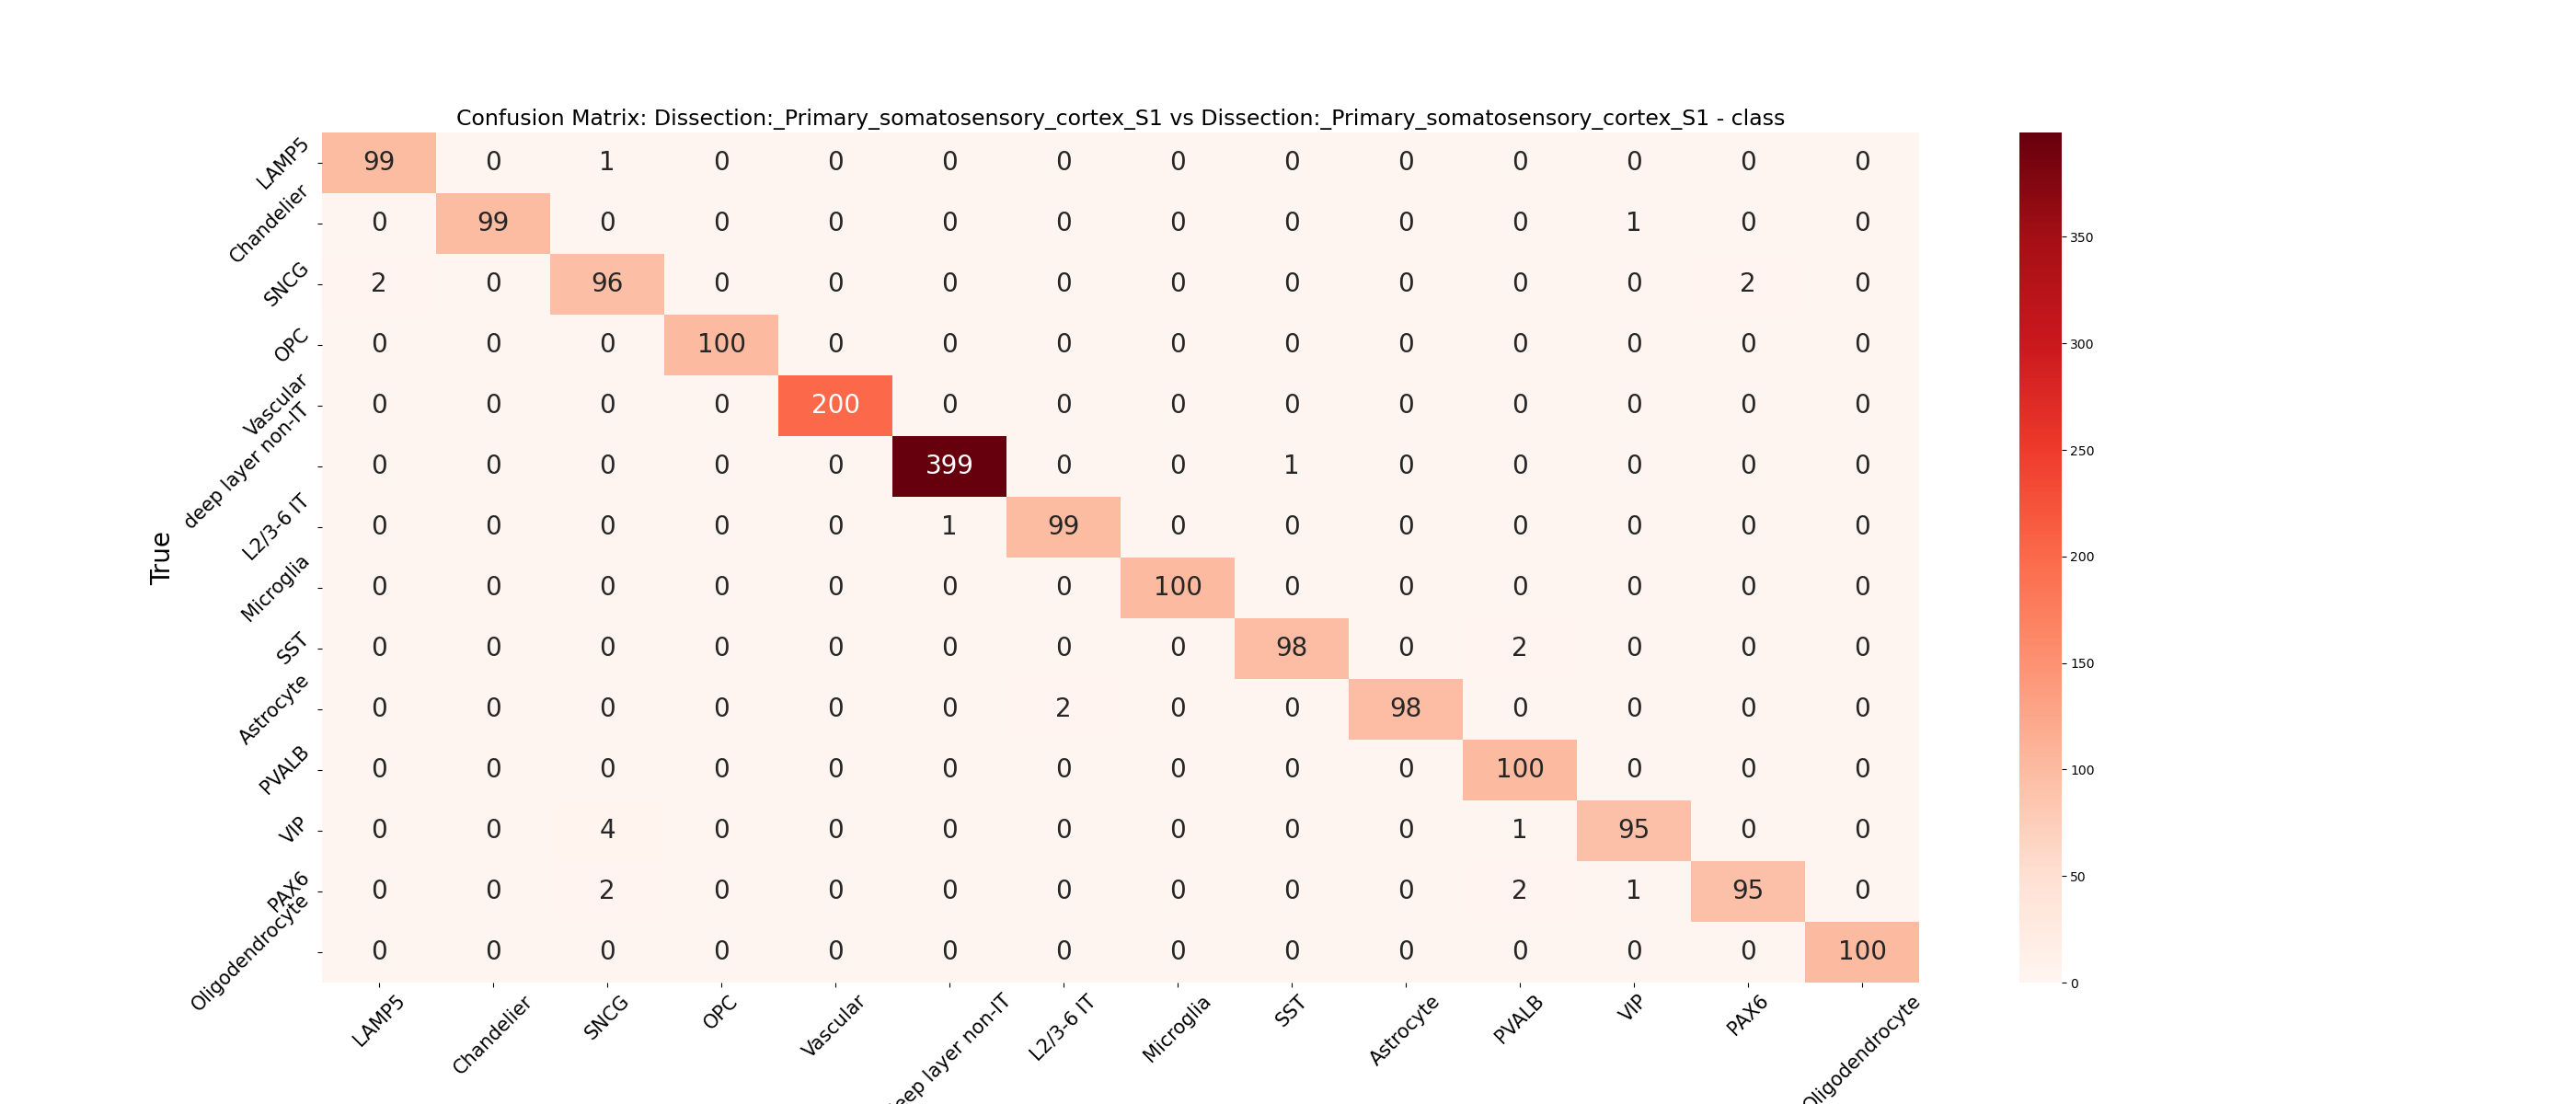 Confusion Matrix: Dissection:_Primary_somatosensory_cortex_S1 vs Dissection:_Primary_somatosensory_cortex_S1 - class
LAMP5 99 0 1 0 0 0 0 0 0 0 0 0 0 0
Chandelier 0 99 0 0 0 0 0 0 0 0 0 1 0 0
SNCG 2 0 96 0 0 0 0 0 0 0 0 0 2 0
OPC 0 0 0 100 0 0 0 0 0 0 0 0 0 0
Vascular 0 0 0 0 200 0 0 0 0 0 0 0 0 0
deep layer non-IT 0 0 0 0 0 399 0 0 1 0 0 0 0 0
L2/3-6 IT 0 0 0 0 0 1 99 0 0 0 0 0 0 0
Microglia 0 0 0 0 0 0 0 100 0 0 0 0 0 0
SST 0 0 0 0 0 0 0 0 98 0 2 0 0 0
Astrocyte 0 0 0 0 0 0 2 0 0 98 0 0 0 0
PVALB 0 0 0 0 0 0 0 0 0 0 100 0 0 0
VIP 0 0 4 0 0 0 0 0 0 0 1 95 0 0
PAX6 0 0 2 0 0 0 0 0 0 0 2 1 95 0
Oligodendrocyte 0 0 0 0 0 0 0 0 0 0 0 0 0 100
True
LAMP5 Chandelier SNCG OPC Vascular eep layer non-IT L2/3-6 IT Microglia SST Astrocyte PVALB VIP PAX6 Oligodendrocyte
350
300
250
200
150
100
50
0